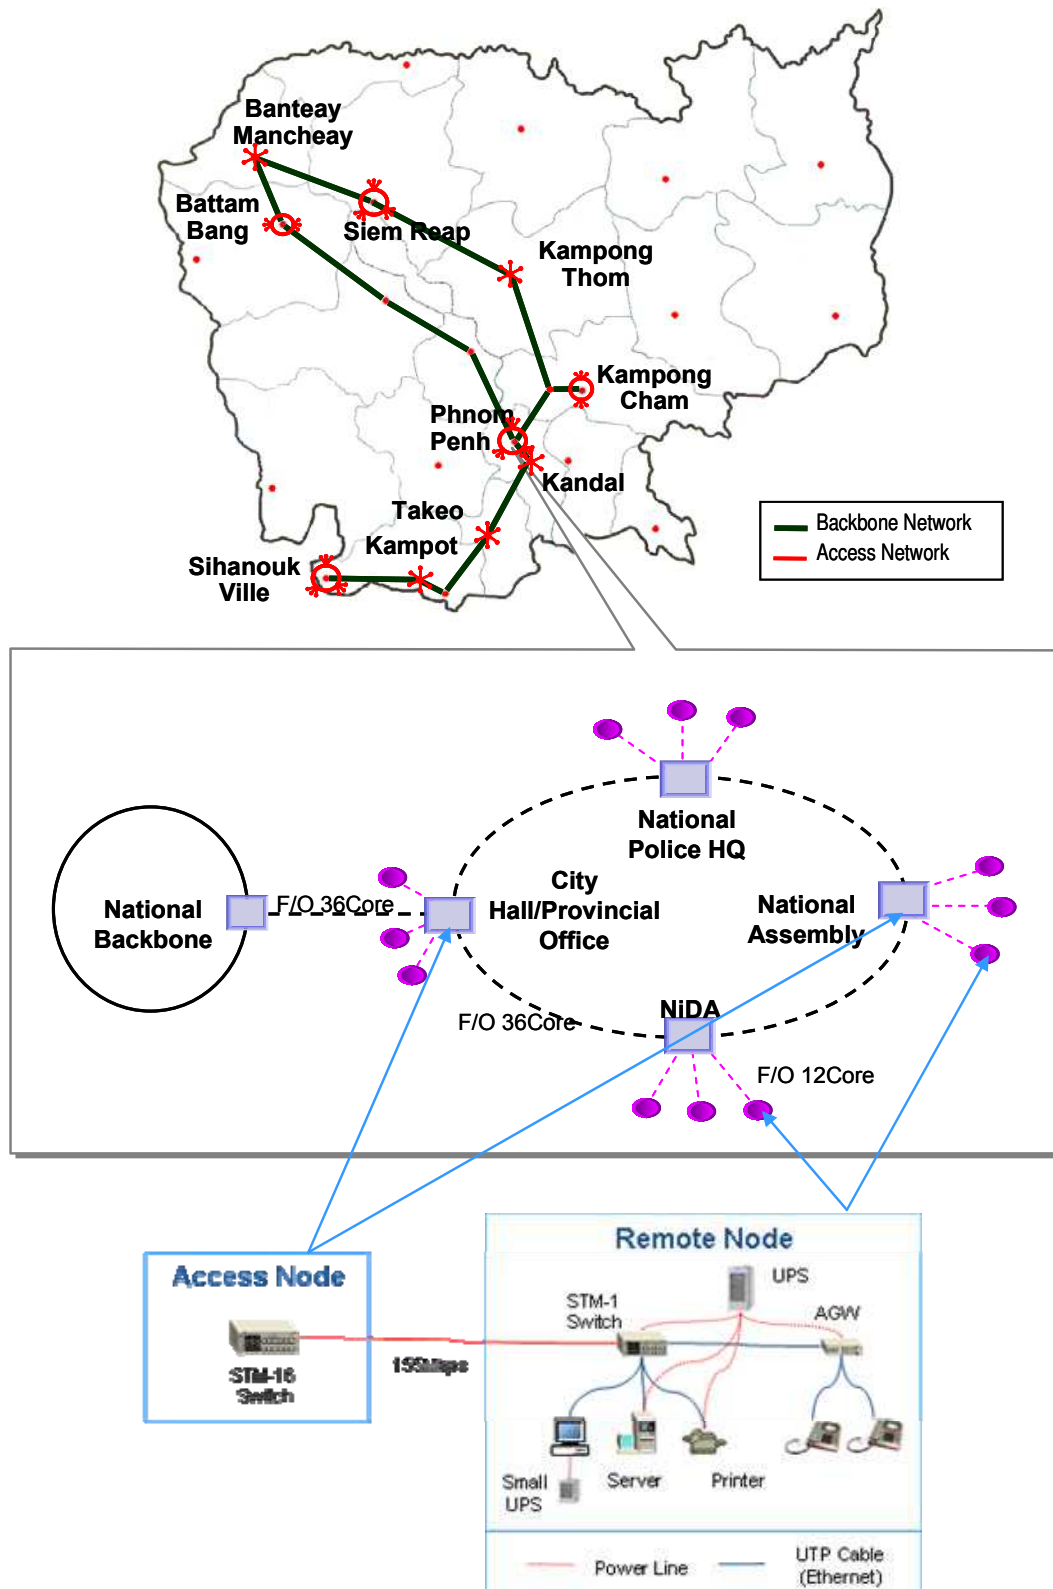 Banteay
Mancheay
Battam
Bang
Siem Reap
Kampong
Thom
Kampong
Cham
Phnom
Penh
Kandal
Takeo
Kampot
Sihanouk
Ville
Backbone Network
Access Network
National
Police HQ
National
Backbone
F/O 36Core
City
Hall/Provincial
Office
National
Assembly
F/O 36Core
NiDA
F/O 12Core
Access Node
STM-16
Switch
155Mbps
Remote Node
UPS
STM-1
Switch
AGW
Small
UPS
Server
Printer
Power Line
UTP Cable
(Ethernet)